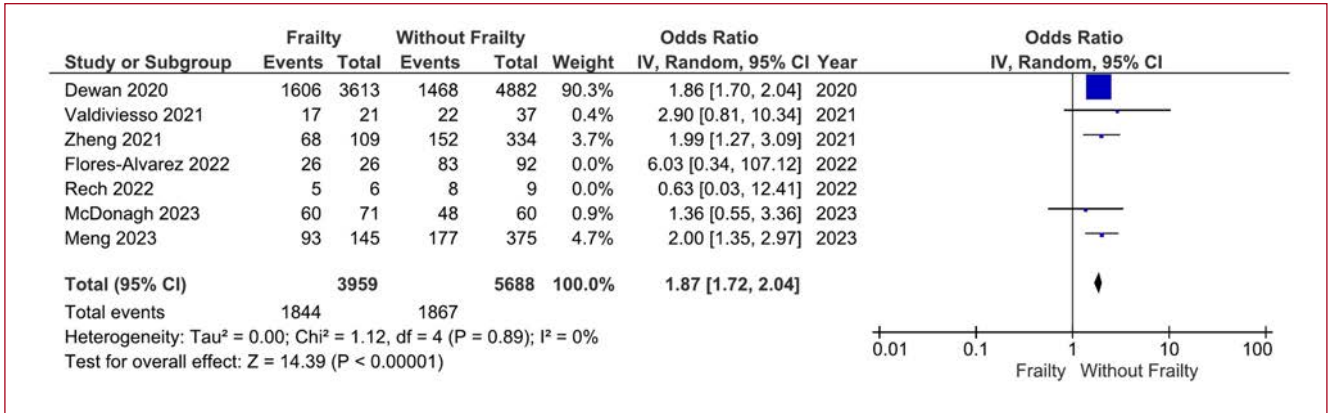 Frailty Without Frailty Odds Ratio Odds Ratio
Study or Subgroup Events Total Events Total Weight IV, Random, 95% CI Year IV, Random, 95% CI
Dewan 2020 1606 3613 1468 4882 90.3% 1.86 [1.70, 2.04] 2020
Valdiviesso 2021 17 21 22 37 0.4% 2.90 [0.81, 10.34] 2021
Zheng 2021 68 109 152 334 3.7% 1.99 [1.27, 3.09] 2021
Flores-Alvarez 2022 26 26 83 92 0.0% 6.03 [0.34, 107.12] 2022
Rech 2022 5 6 8 9 0.0% 0.63 [0.03, 12.41] 2022
McDonagh 2023 60 71 48 60 0.9% 1.36 [0.55, 3.36] 2023
Meng 2023 93 145 177 375 4.7% 2.00 [1.35, 2.97] 2023
Total (95% CI) 3959 5688 100.0% 1.87 [1.72, 2.04]
Total events 1844 1867
Heterogeneity: Tau² = 0.00; Chi² = 1.12, df = 4 (P = 0.89); I² = 0%
Test for overall effect: Z = 14.39 (P < 0.00001)
0.01 0.1 1 10 100
Frailty Without Frailty